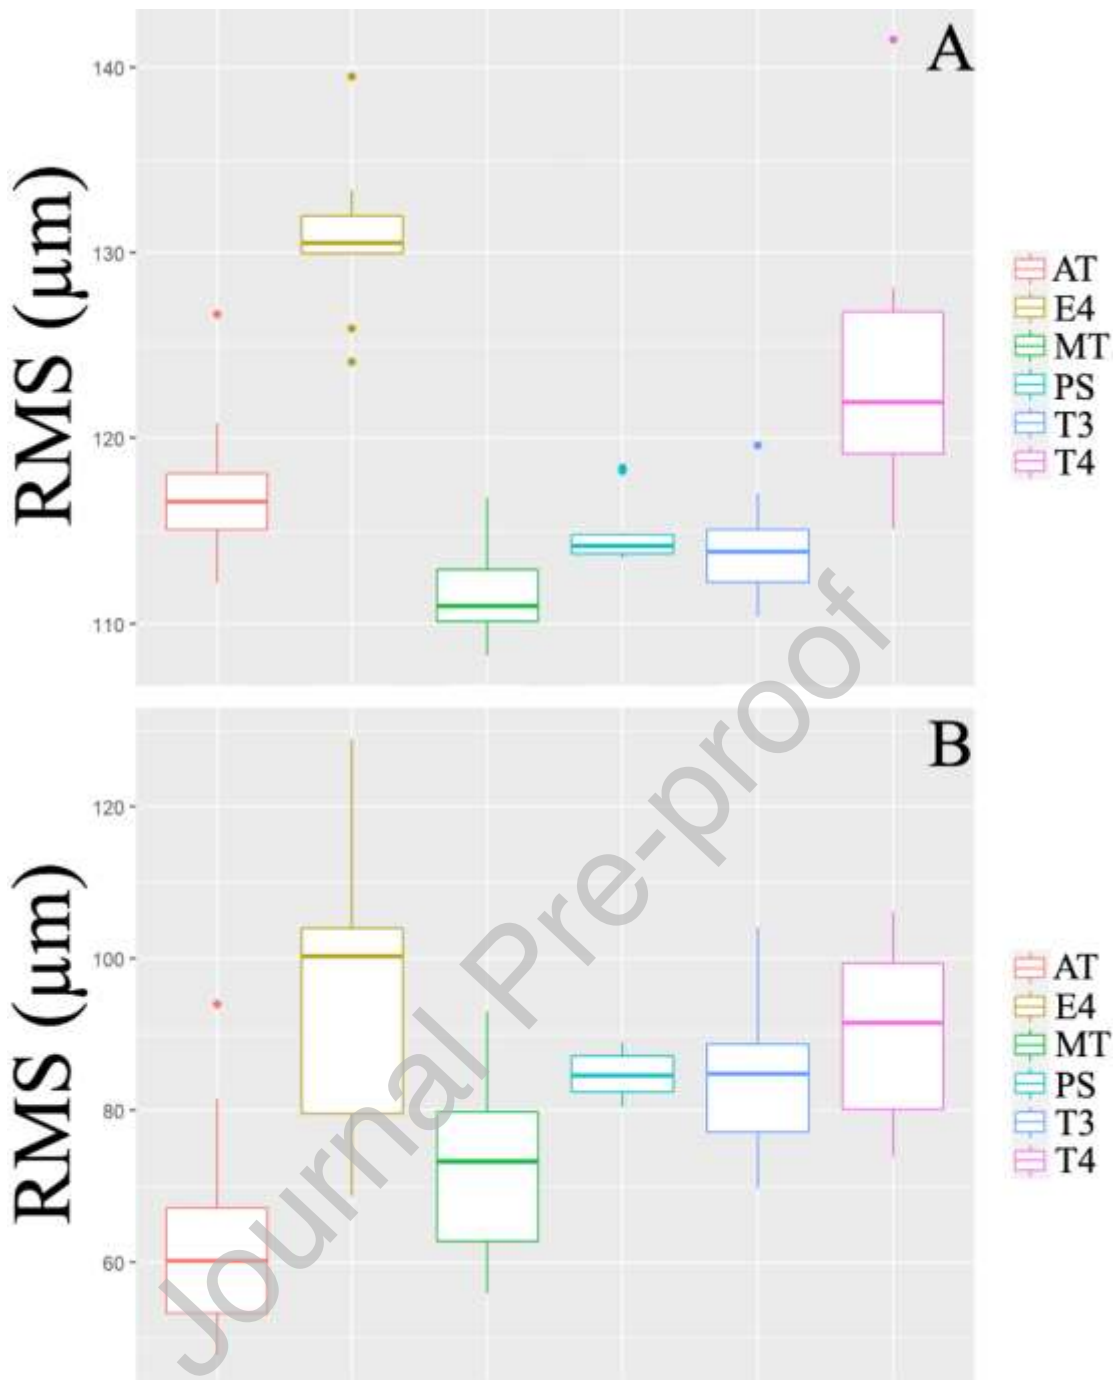 A
RMS (μm)
140
130
120
110
AT
E4
MT
PS
T3
T4
B
RMS (μm)
120
100
80
60
AT
E4
MT
PS
T3
T4
Journal Pre-proof